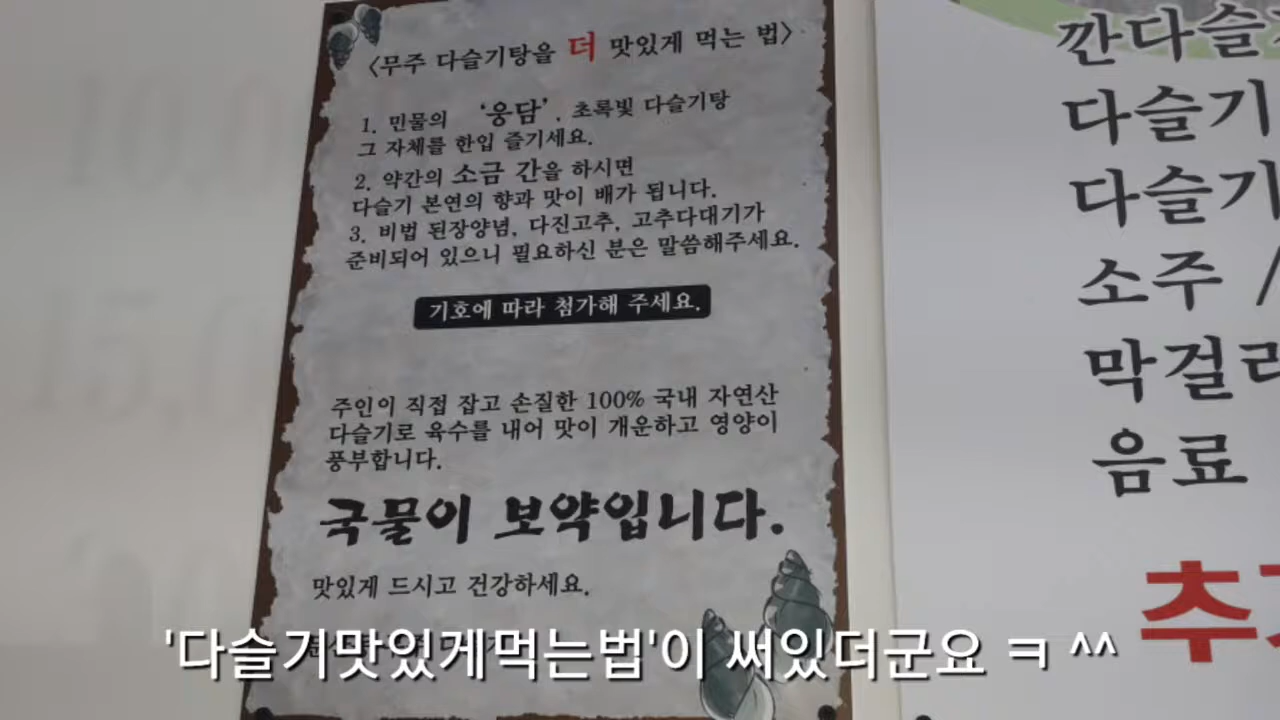 <무주 다슬기탕을 더 맛있게 먹는 법>
1. 민물의 '웅담'. 초록빛 다슬기탕
그 자체를 한입 즐기세요.
2. 약간의 소금 간을 하시면
다슬기 본연의 향과 맛이 배가 됩니다.
3. 비법 된장양념, 다진고추, 고추다대기가
준비되어 있으니 필요하신 분은 말씀해주세요.
기호에 따라 첨가해 주세요.
주인이 직접 잡고 손질한 100% 국내 자연산
다슬기로 육수를 내어 맛이 개운하고 영양이
풍부합니다.
국물이 보약입니다.
맛있게 드시고 건강하세요.
깐다슬
다슬기
다슬기
소주 /
막걸리
음료
추
'다슬기맛있게먹는법'이 써있더군요 ㅋ ^^